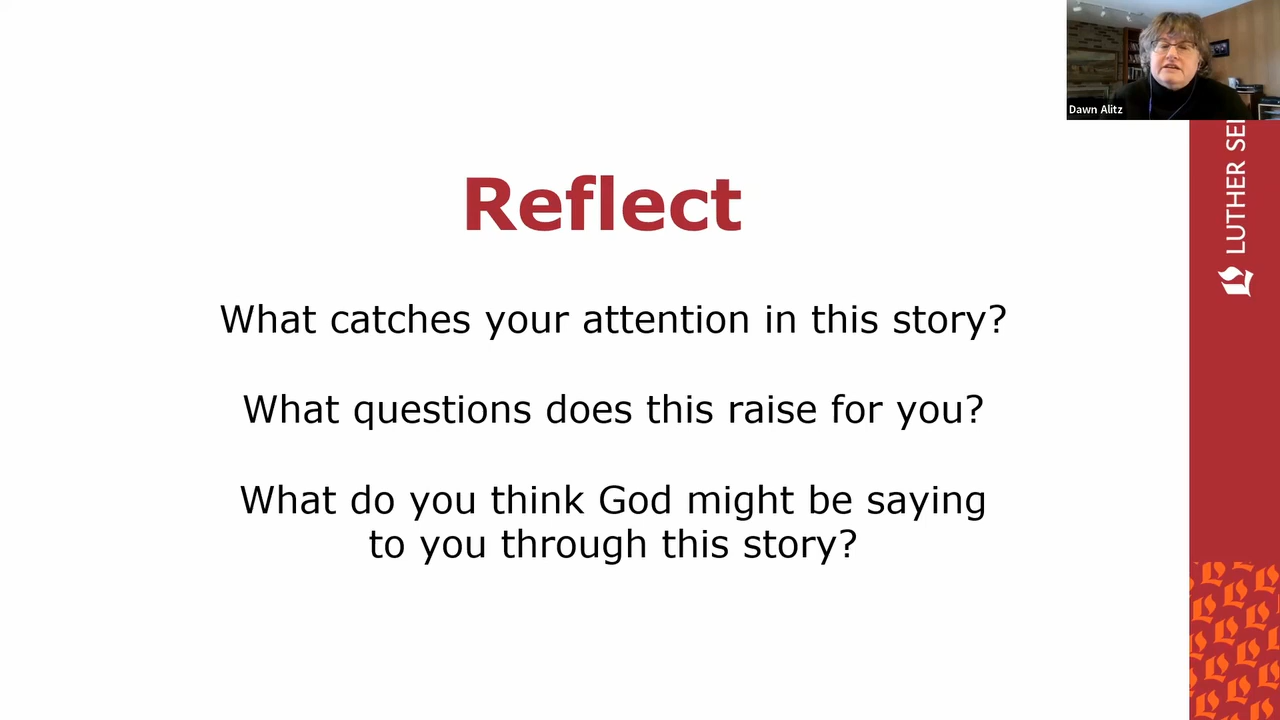 Reflect
What catches your attention in this story?
What questions does this raise for you?
What do you think God might be saying
to you through this story?
Dawn Alitz
LUTHER